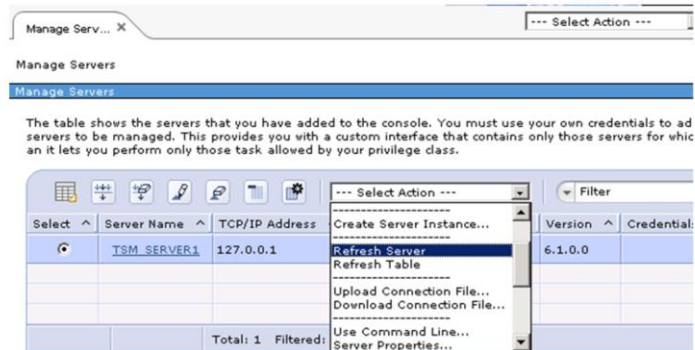 Manage Serv... ×
--- Select Action ---
Manage Servers
Manage Servers
The table shows the servers that you have added to the console. You must use your own credentials to ad
servers to be managed. This provides you with a custom interface that contains only those servers for whic
an it lets you perform only those task allowed by your privilege class.
--- Select Action ---
Filter
Select ^ Server Name ^ TCP/IP Address Version ^ Credential
TSM SERVER1 127.0.0.1 6.1.0.0
--------------------
Create Server Instance...
--------------------
Refresh Server
Refresh Table
--------------------
Upload Connection File...
Download Connection File...
--------------------
Use Command Line...
Server Properties...
Total: 1 Filtered: